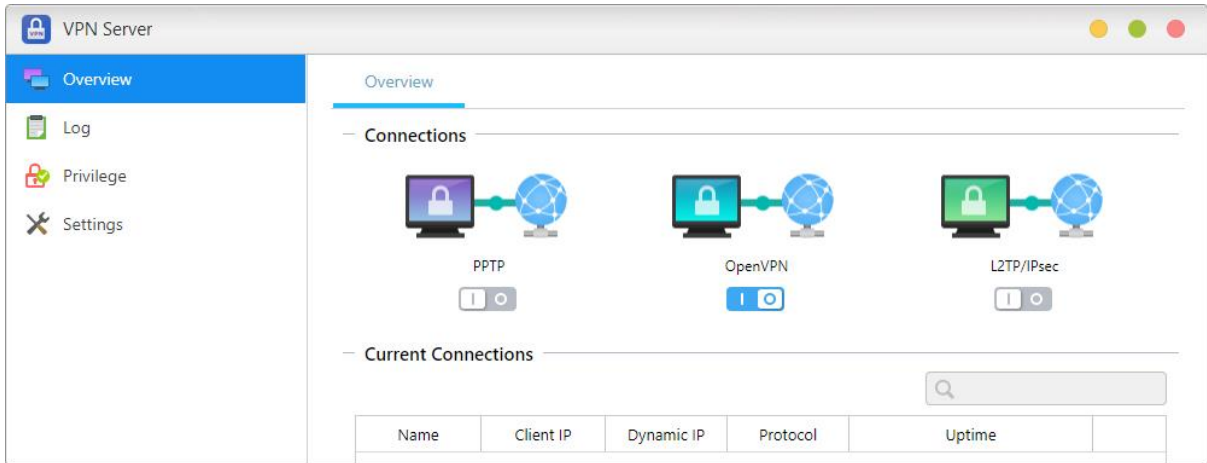 VPN Server
Overview
Log
Privilege
Settings
Overview
Connections
PPTP OpenVPN L2TP/IPsec
Current Connections
Name Client IP Dynamic IP Protocol Uptime